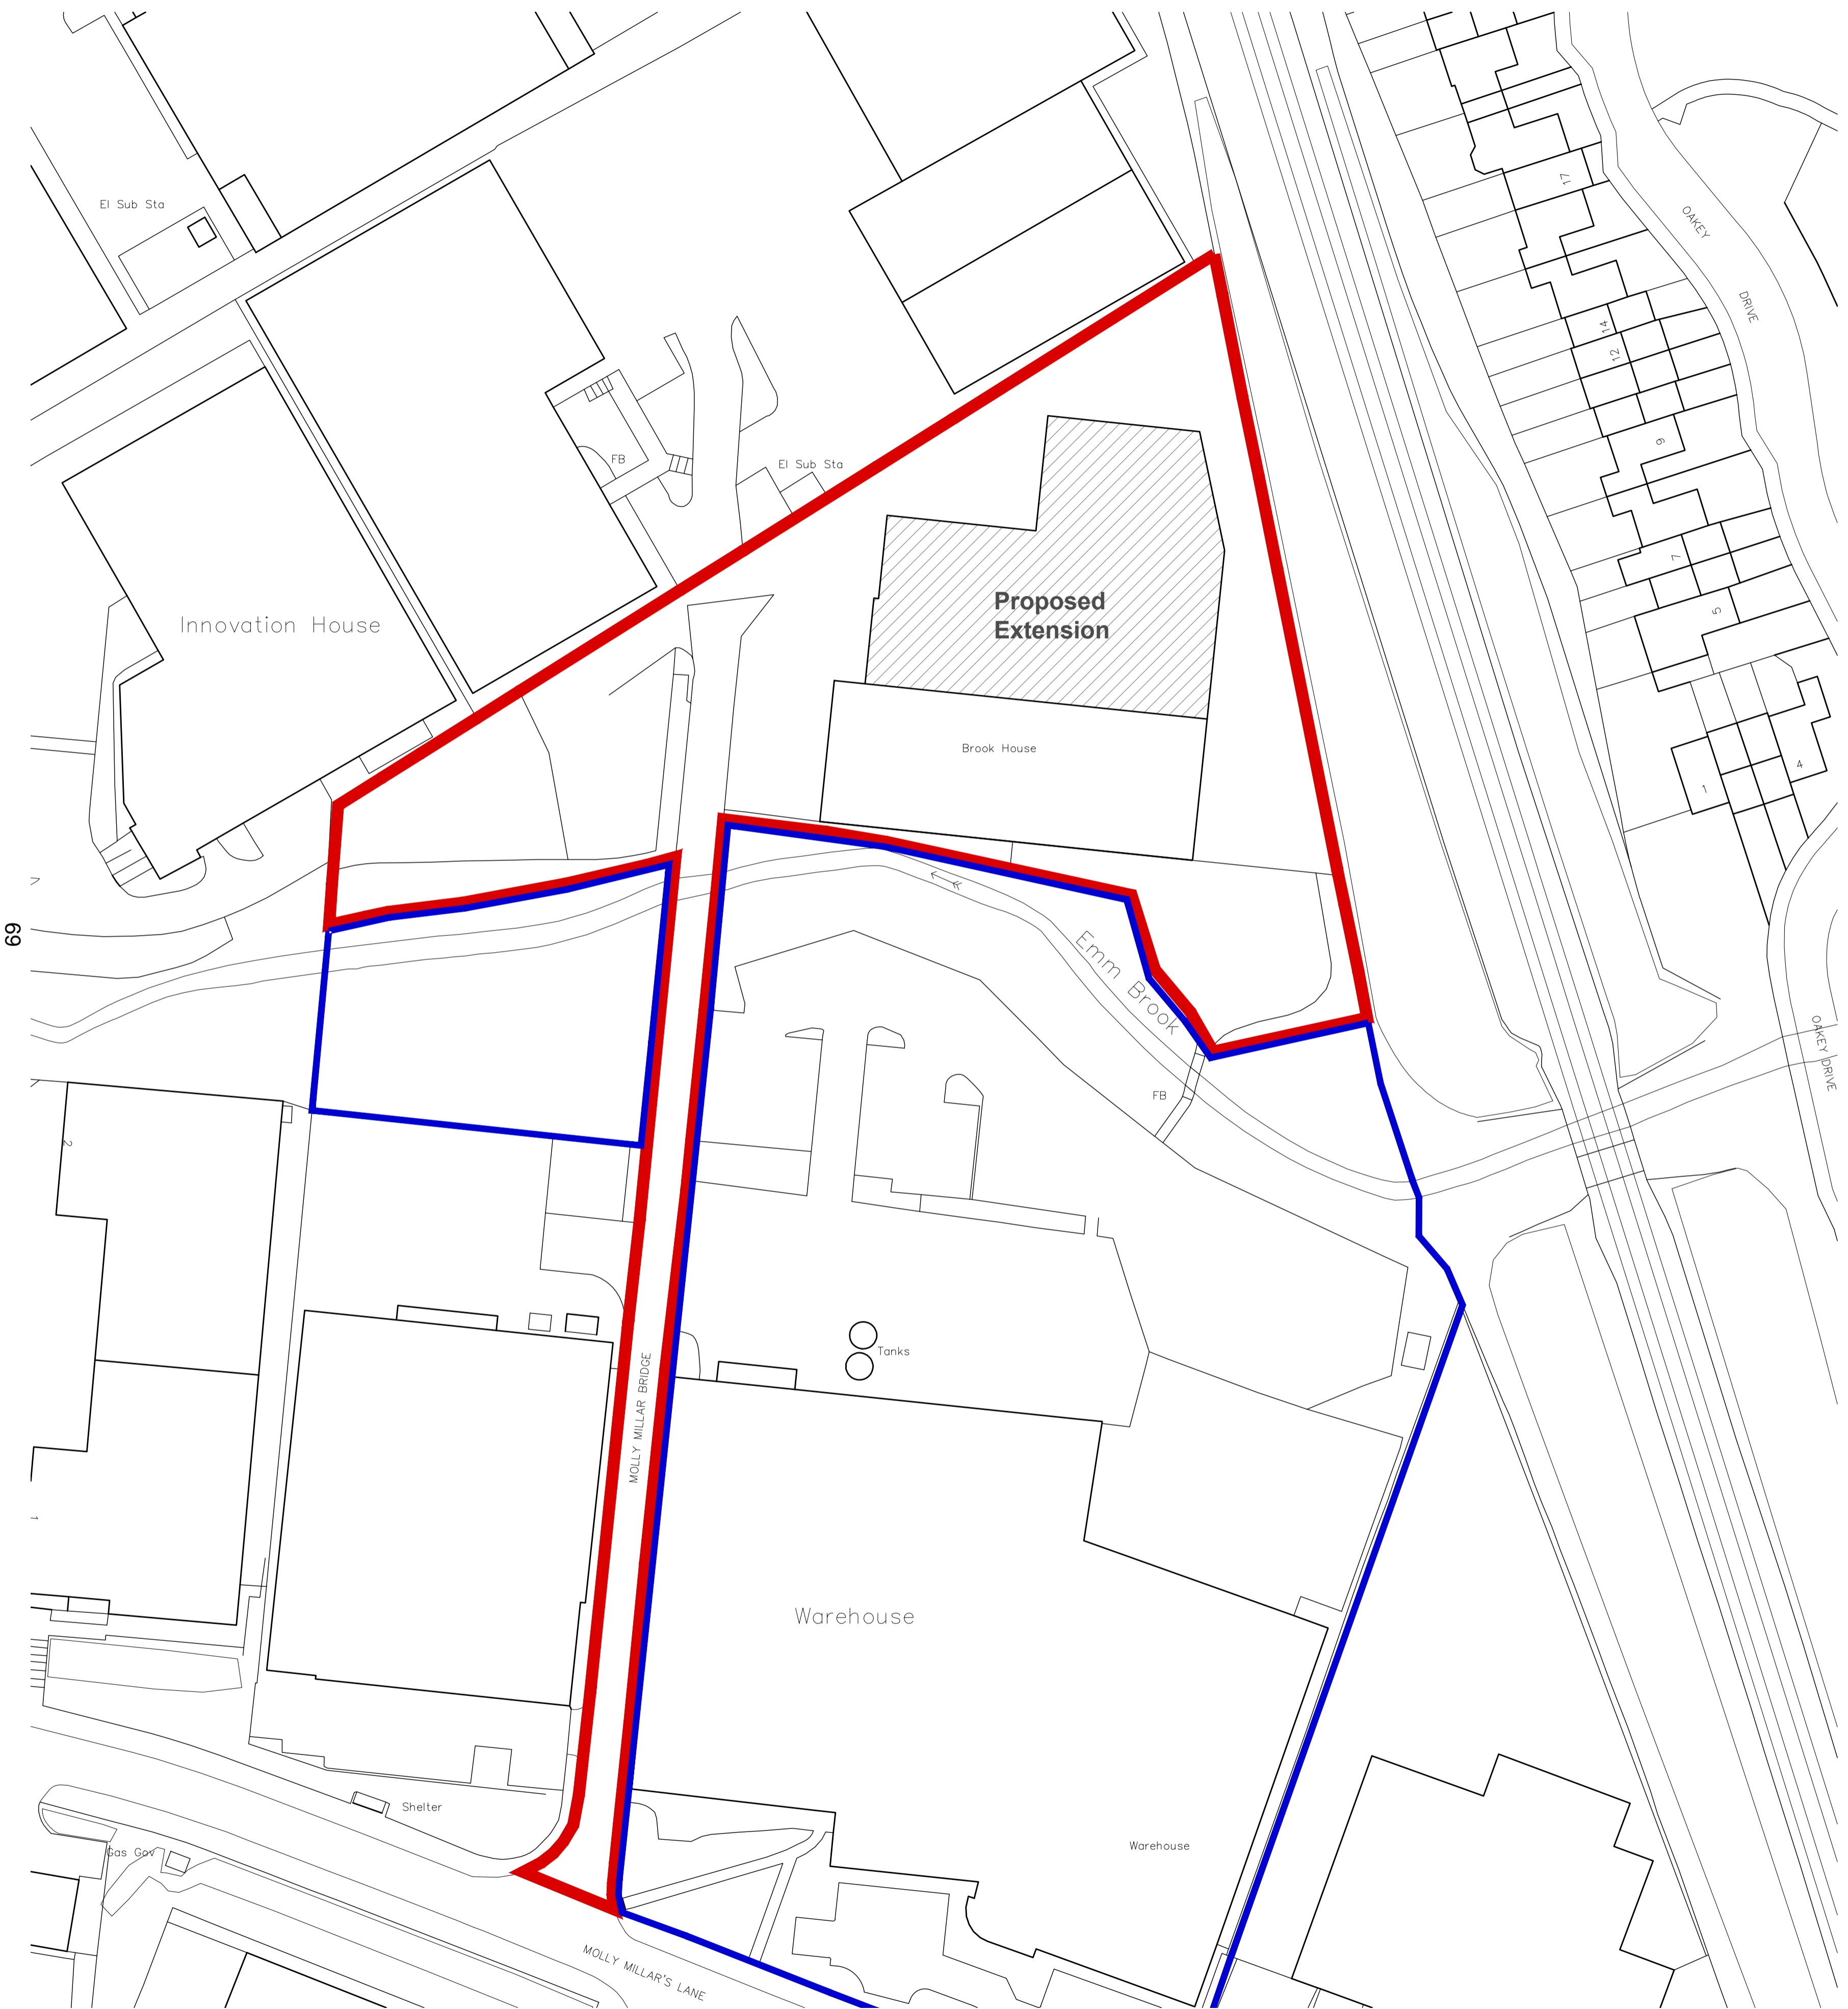 El Sub Sta
17
OAKEY
DRIVE
14
12
FB
El Sub Sta
9
7
Proposed
Extension
5
Innovation House
Brook House
4
1
69
Emm Brook
OAKEY DRIVE
FB
2
Tanks
MOLLY MILLAR BRIDGE
1
Warehouse
Shelter
Gas Gov
Warehouse
MOLLY MILLAR'S LANE